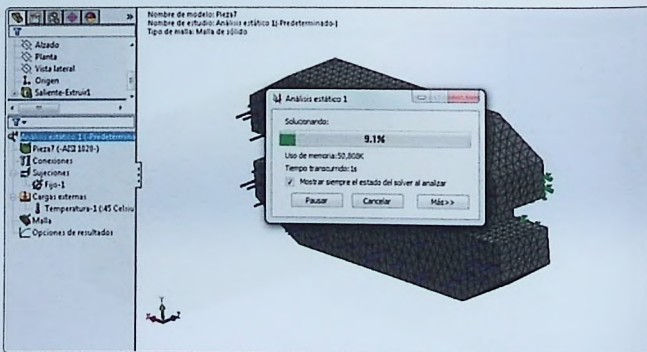 Nombre de modelo: Pieza7
Nombre de estudio: Análisis estático 1(-Predeterminado-)
Tipo de malla: Malla de sólido
Alzado
Planta
Vista lateral
Origen
Saliente-Extruir1
Análisis estático 1 (-Predetermina
Pieza7 (-AISI 1020-)
Conexiones
Sujeciones
Fijo-1
Cargas externas
Temperatura-1 (:45 Celsiu
Malla
Opciones de resultados
Análisis estático 1
Solucionando:
9.1%
Uso de memoria:50,808K
Tiempo transcurrido:1s
Mostrar siempre el estado del solver al analizar
Pausar
Cancelar
Más>>
Y
X
Z